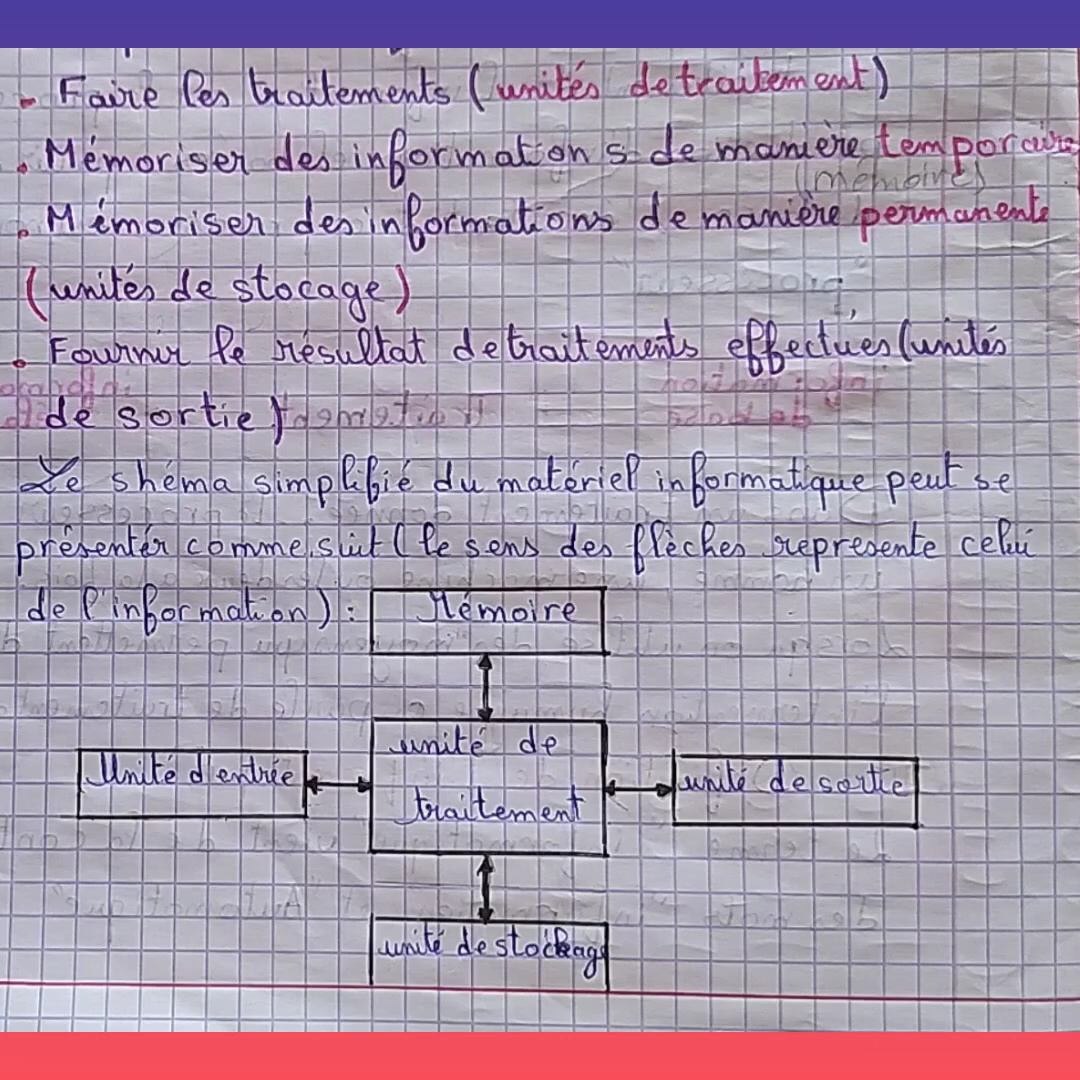 - Faire les traitements (unités de traitement)
. Mémoriser des informations de manière temporaire
(mémoire)
. Mémoriser des informations de manière permanente
(unités de stocage)
. Fournir le résultat de traitements effectués (unités
de sortie)
Le shéma simplifié du matériel informatique peut se
présenter comme suit (le sens des flèches represente celui
de l'information) :
Mémoire
unité de
traitement
Unité d'entrée
unité de sortie
unité de stockage